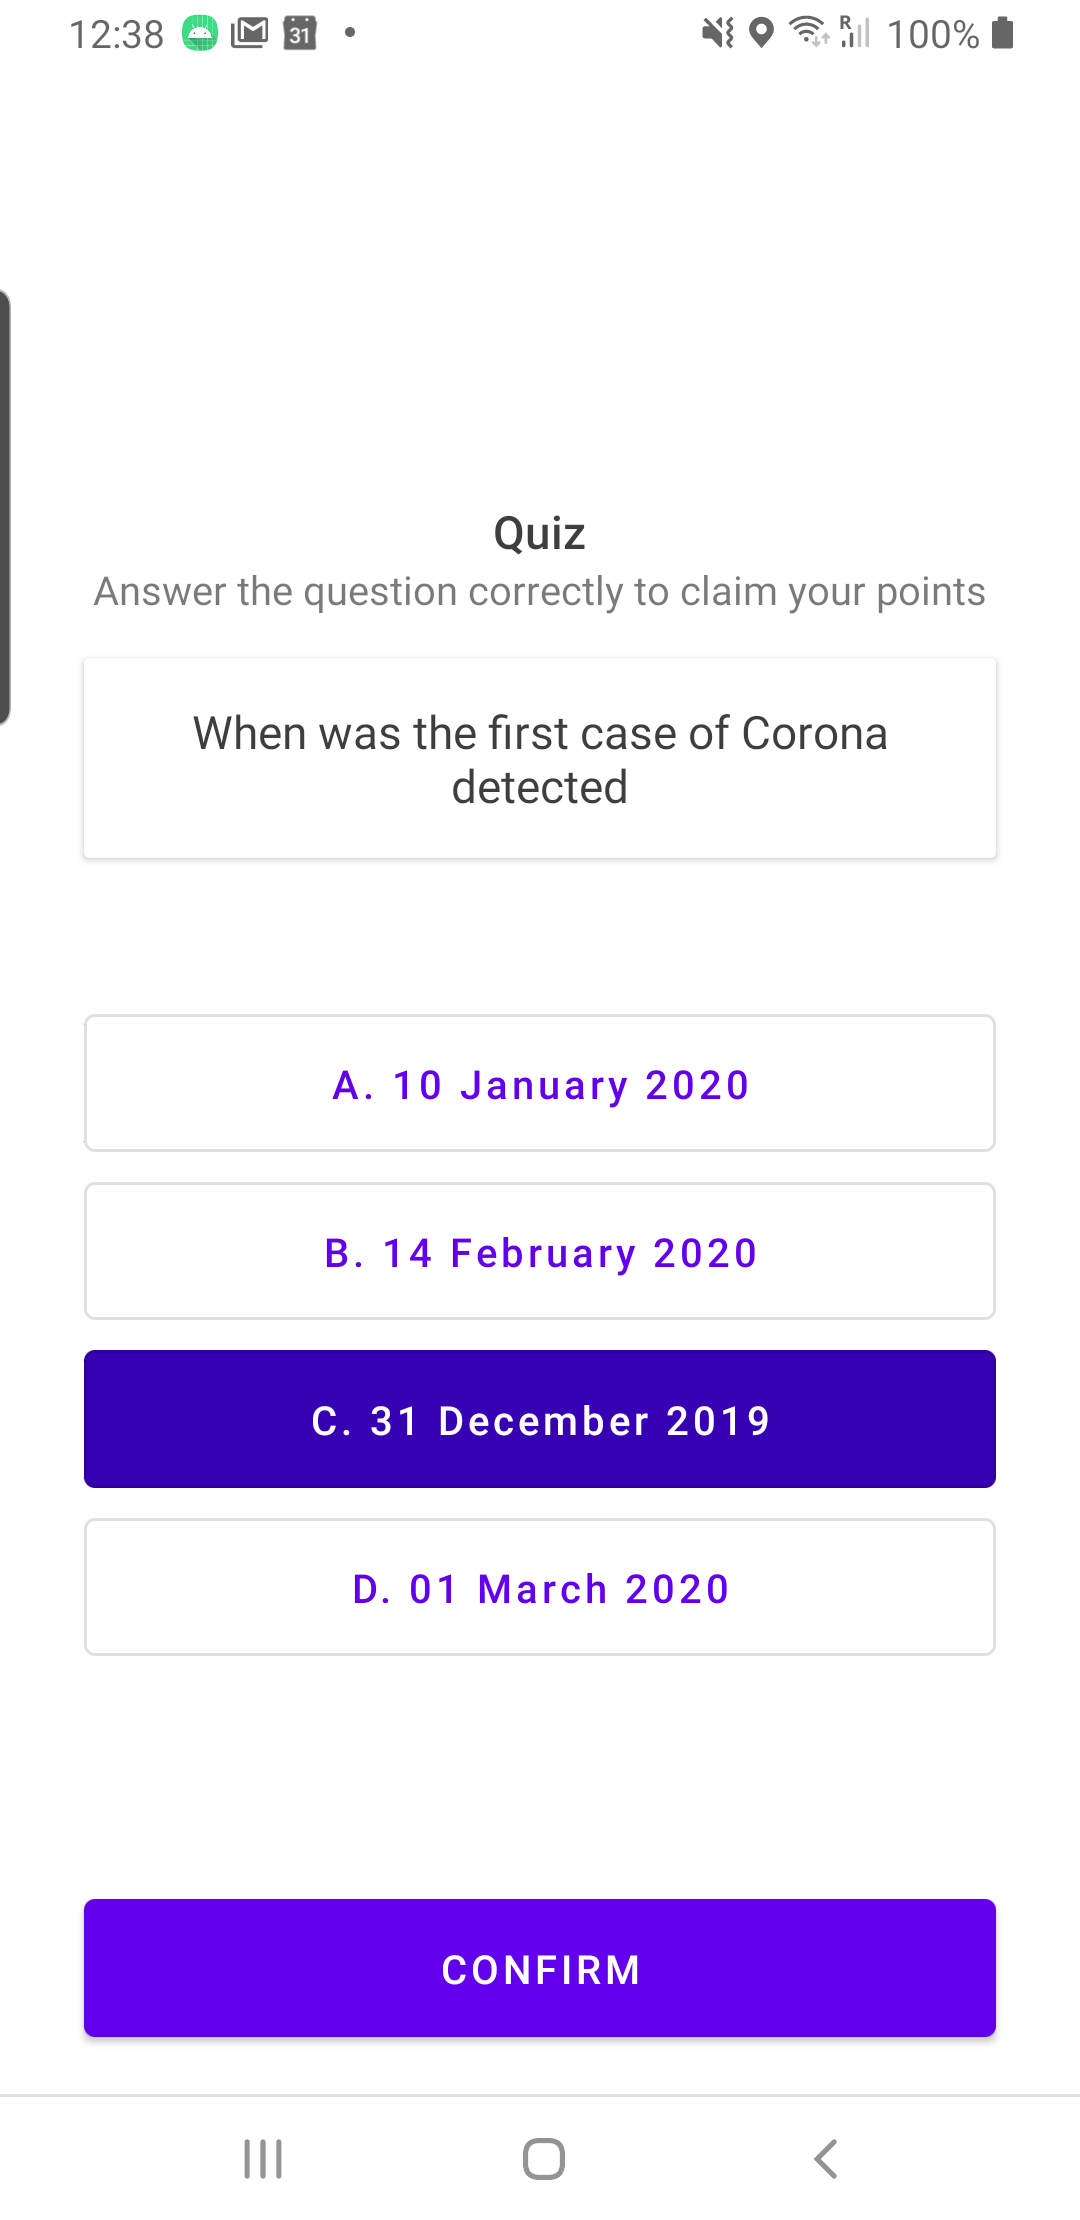 12:38 31 R 100%
Quiz
Answer the question correctly to claim your points
When was the first case of Corona
detected
A. 10 January 2020
B. 14 February 2020
C. 31 December 2019
D. 01 March 2020
CONFIRM